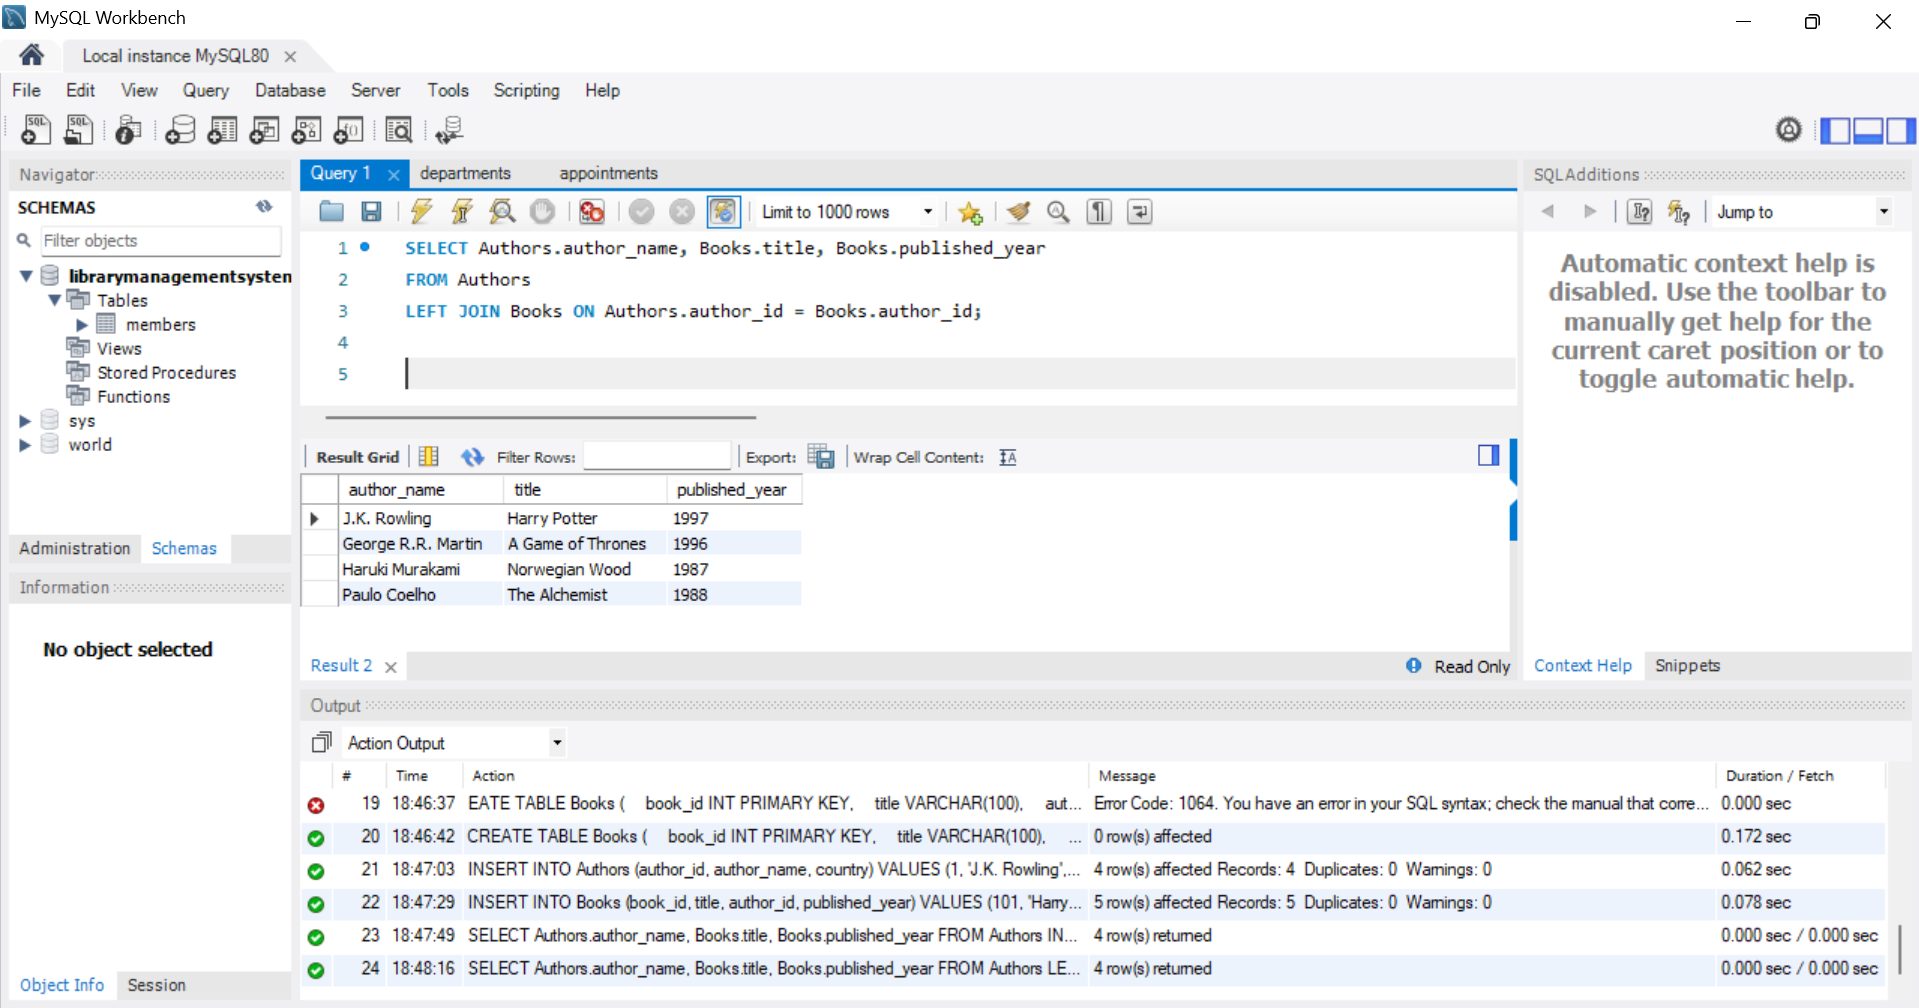 MySQL Workbench
Local instance MySQL80
File Edit View Query Database Server Tools Scripting Help
Navigator
SCHEMAS
Filter objects
librarymanagementsystem
Tables
members
Views
Stored Procedures
Functions
sys
world
Administration Schemas
Information
No object selected
Object Info Session
Query 1 departments appointments
Limit to 1000 rows
1 SELECT Authors.author_name, Books.title, Books.published_year
2 FROM Authors
3 LEFT JOIN Books ON Authors.author_id = Books.author_id;
4
5
Result Grid Filter Rows: Export: Wrap Cell Content:
author_name title published_year
J.K. Rowling Harry Potter 1997
George R.R. Martin A Game of Thrones 1996
Haruki Murakami Norwegian Wood 1987
Paulo Coelho The Alchemist 1988
Result 2 Read Only
SQLAdditions
Jump to
Automatic context help is
disabled. Use the toolbar to
manually get help for the
current caret position or to
toggle automatic help.
Context Help Snippets
Output
Action Output
# Time Action Message Duration / Fetch
19 18:46:37 EATE TABLE Books ( book_id INT PRIMARY KEY, title VARCHAR(100), aut... Error Code: 1064. You have an error in your SQL syntax; check the manual that corre... 0.000 sec
20 18:46:42 CREATE TABLE Books ( book_id INT PRIMARY KEY, title VARCHAR(100), ... 0 row(s) affected 0.172 sec
21 18:47:03 INSERT INTO Authors (author_id, author_name, country) VALUES (1, 'J.K. Rowling',... 4 row(s) affected Records: 4 Duplicates: 0 Warnings: 0 0.062 sec
22 18:47:29 INSERT INTO Books (book_id, title, author_id, published_year) VALUES (101, 'Harry... 5 row(s) affected Records: 5 Duplicates: 0 Warnings: 0 0.078 sec
23 18:47:49 SELECT Authors.author_name, Books.title, Books.published_year FROM Authors IN... 4 row(s) returned 0.000 sec / 0.000 sec
24 18:48:16 SELECT Authors.author_name, Books.title, Books.published_year FROM Authors LE... 4 row(s) returned 0.000 sec / 0.000 sec